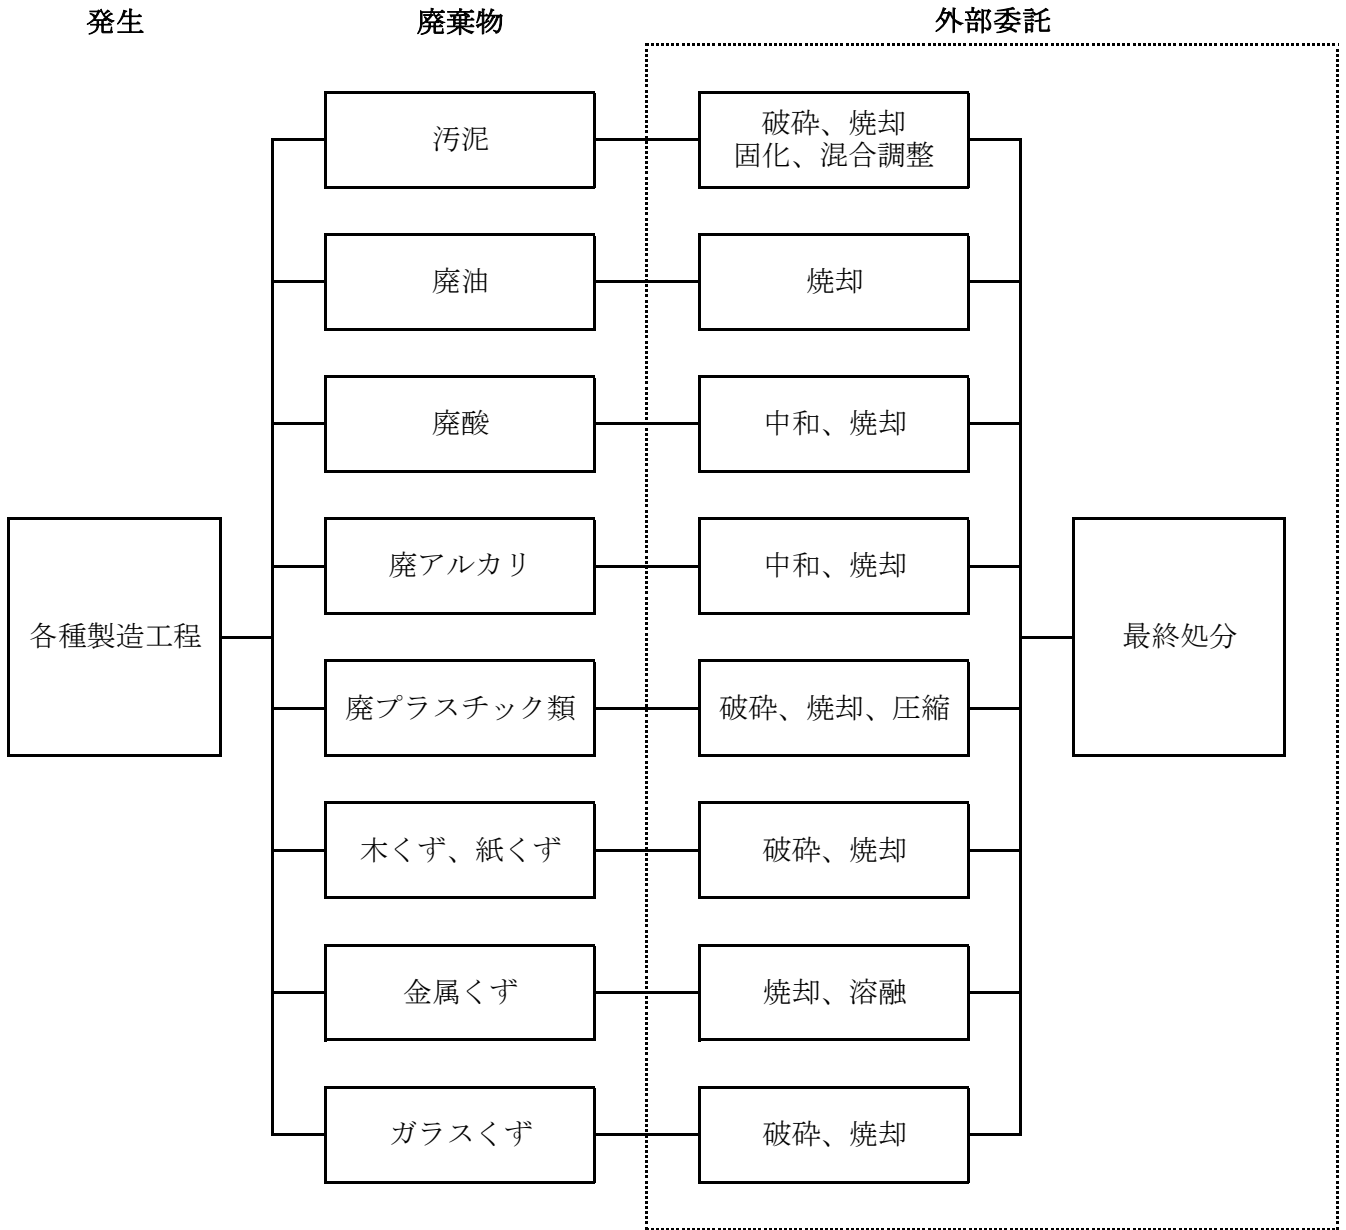 発生
廃棄物
外部委託
汚泥
破砕、焼却
固化、混合調整
廃油
焼却
廃酸
中和、焼却
廃アルカリ
中和、焼却
各種製造工程
最終処分
廃プラスチック類
破砕、焼却、圧縮
木くず、紙くず
破砕、焼却
金属くず
焼却、溶融
ガラスくず
破砕、焼却